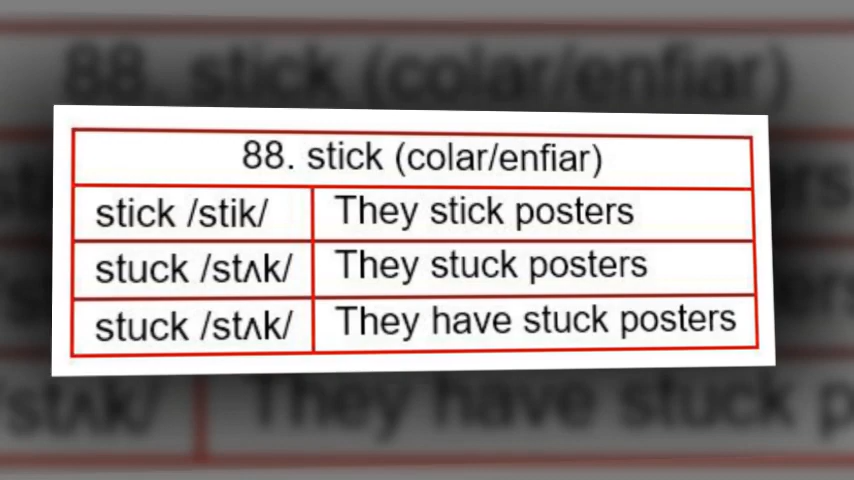 88. stick (colar/enfiar)
stick /stik/ They stick posters
stuck /stʌk/ They stuck posters
stuck /stʌk/ They have stuck posters